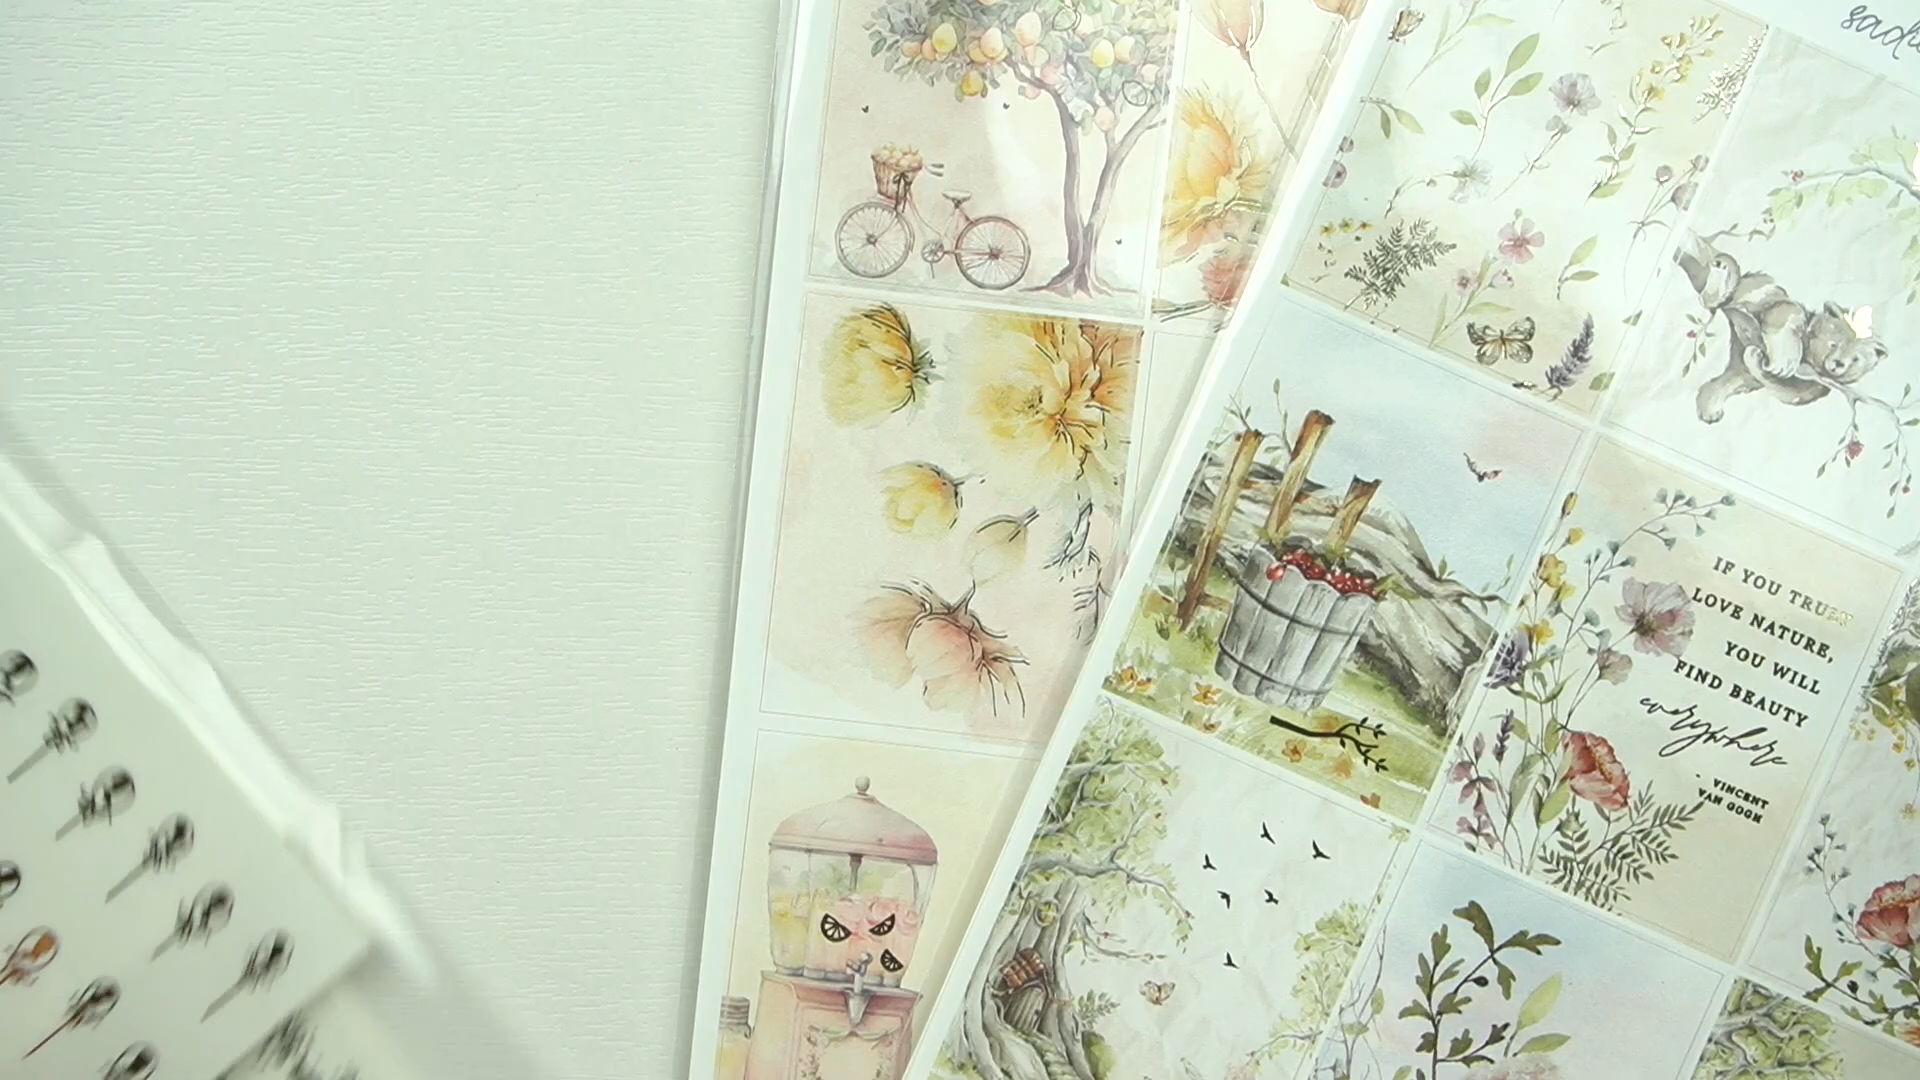 IF YOU TRULY
LOVE NATURE,
YOU WILL
FIND BEAUTY
everywhere
- VINCENT
VAN GOGH